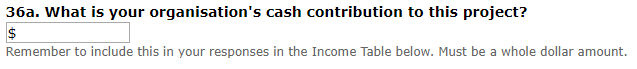 36a. What is your organisation's cash contribution to this project?
$
Remember to include this in your responses in the Income Table below. Must be a whole dollar amount.